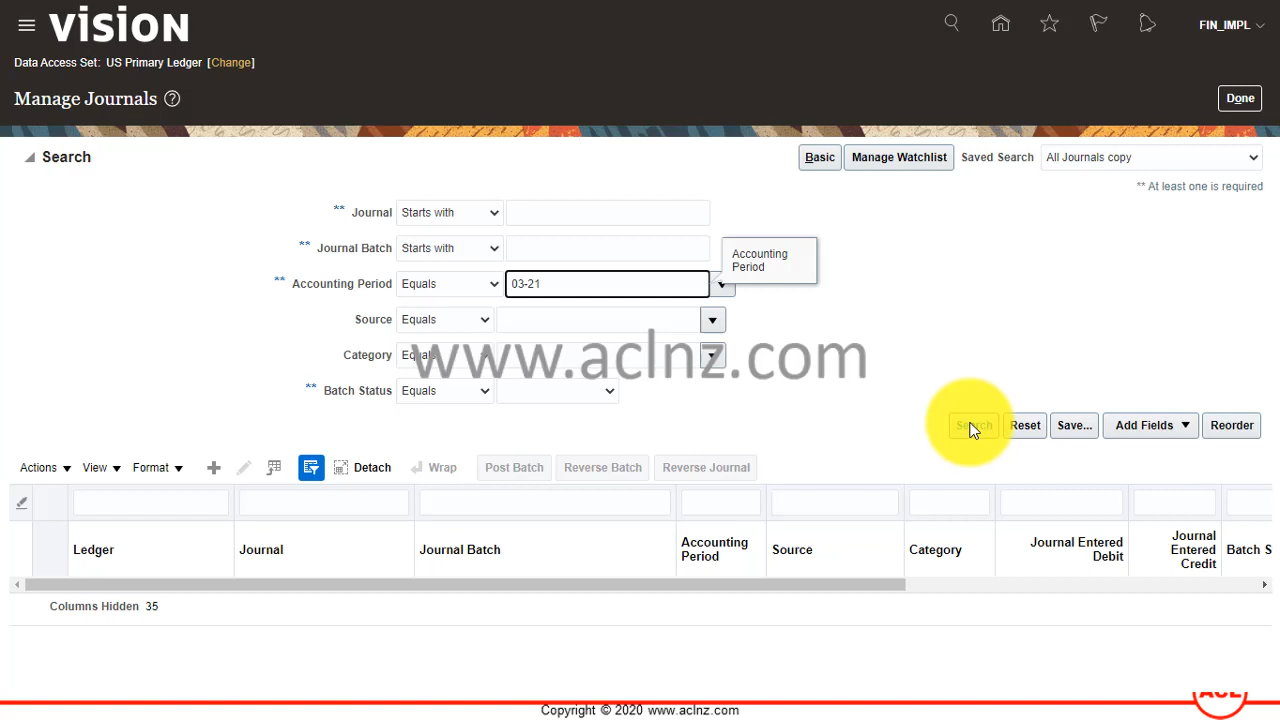 vision
FIN_IMPL
Data Access Set: US Primary Ledger [Change]
Manage Journals
Done
Search
Basic
Manage Watchlist
Saved Search
All Journals copy
** At least one is required
** Journal
Starts with
** Journal Batch
Starts with
Accounting Period
** Accounting Period
Equals
03-21
Source
Equals
Category
Equals
www.aclnz.com
** Batch Status
Equals
Search
Reset
Save...
Add Fields
Reorder
Actions
View
Format
Detach
Wrap
Post Batch
Reverse Batch
Reverse Journal
Ledger
Journal
Journal Batch
Accounting Period
Source
Category
Journal Entered Debit
Journal Entered Credit
Batch S
Columns Hidden 35
ACL
Copyright © 2020 www.aclnz.com